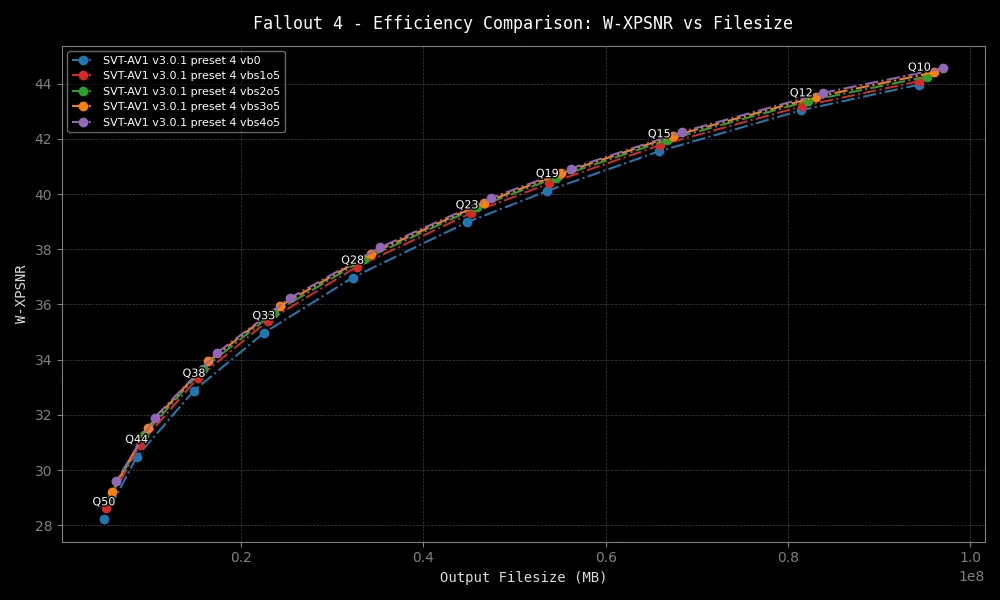 Fallout 4 - Efficiency Comparison: W-XPSNR vs Filesize
SVT-AV1 v3.0.1 preset 4 vb0
SVT-AV1 v3.0.1 preset 4 vbs1o5
SVT-AV1 v3.0.1 preset 4 vbs2o5
SVT-AV1 v3.0.1 preset 4 vbs3o5
SVT-AV1 v3.0.1 preset 4 vbs4o5
Q10
Q12
Q15
Q19
Q23
Q28
Q33
Q38
Q44
Q50
W-XPSNR
44
42
40
38
36
34
32
30
28
0.2
0.4
0.6
0.8
1.0
1e8
Output Filesize (MB)